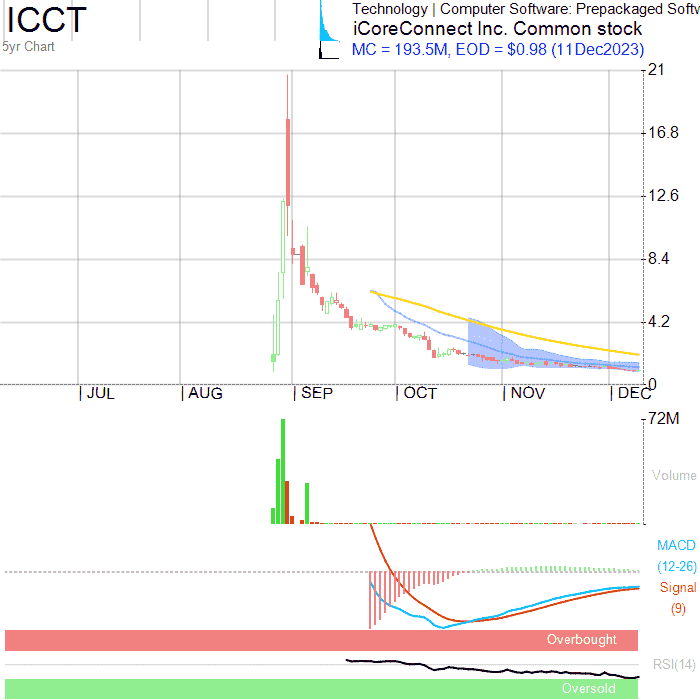 ICCT
5yr Chart
Technology | Computer Software: Prepackaged Softw
iCoreConnect Inc. Common stock
MC = 193.5M, EOD = $0.98 (11Dec2023)
21
16.8
12.6
8.4
4.2
0
JUL
AUG
SEP
OCT
NOV
DEC
72M
Volume
MACD
(12-26)
Signal
(9)
Overbought
RSI(14)
Oversold